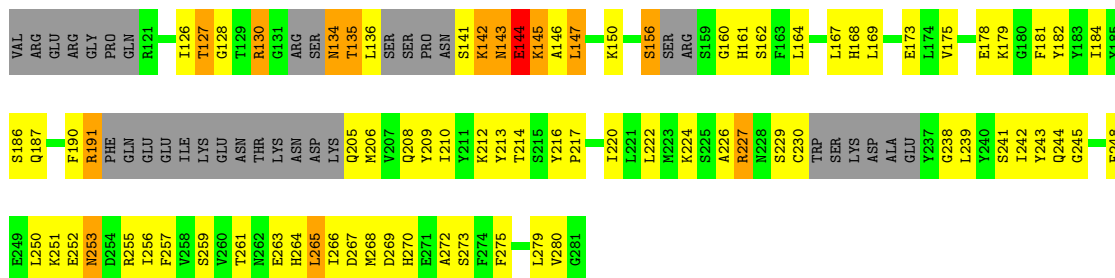 VAL ARG GLU ARG GLY PRO GLN R121 I126 T127 G128 T129 R130 G131 ARG SER N134 T135 L136 SER SER PRO ASN S141 K142 N143 E144 K145 A146 L147 K150 S156 SER ARG S159 G160 H161 S162 F163 L164 L167 H168 L169 E173 L174 V175 E178 K179 G180 F181 Y182 Y183 I184 Y185
S186 Q187 F190 R191 PHE GLN GLU GLU ILE LYS GLU ASN THR LYS ASN ASP LYS Q205 M206 V207 Q208 Y209 I210 Y211 K212 Y213 T214 S215 Y216 P217 I220 L221 L222 M223 K224 S225 A226 R227 N228 S229 C230 TRP SER LYS ASP ALA GLU Y237 G238 L239 Y240 S241 I242 Y243 Q244 G245 F248
E249 L250 K251 E252 N253 D254 R255 I256 F257 V258 S259 V260 T261 N262 E263 H264 L265 I266 D267 M268 D269 H270 E271 A272 S273 F274 F275 L279 V280 G281